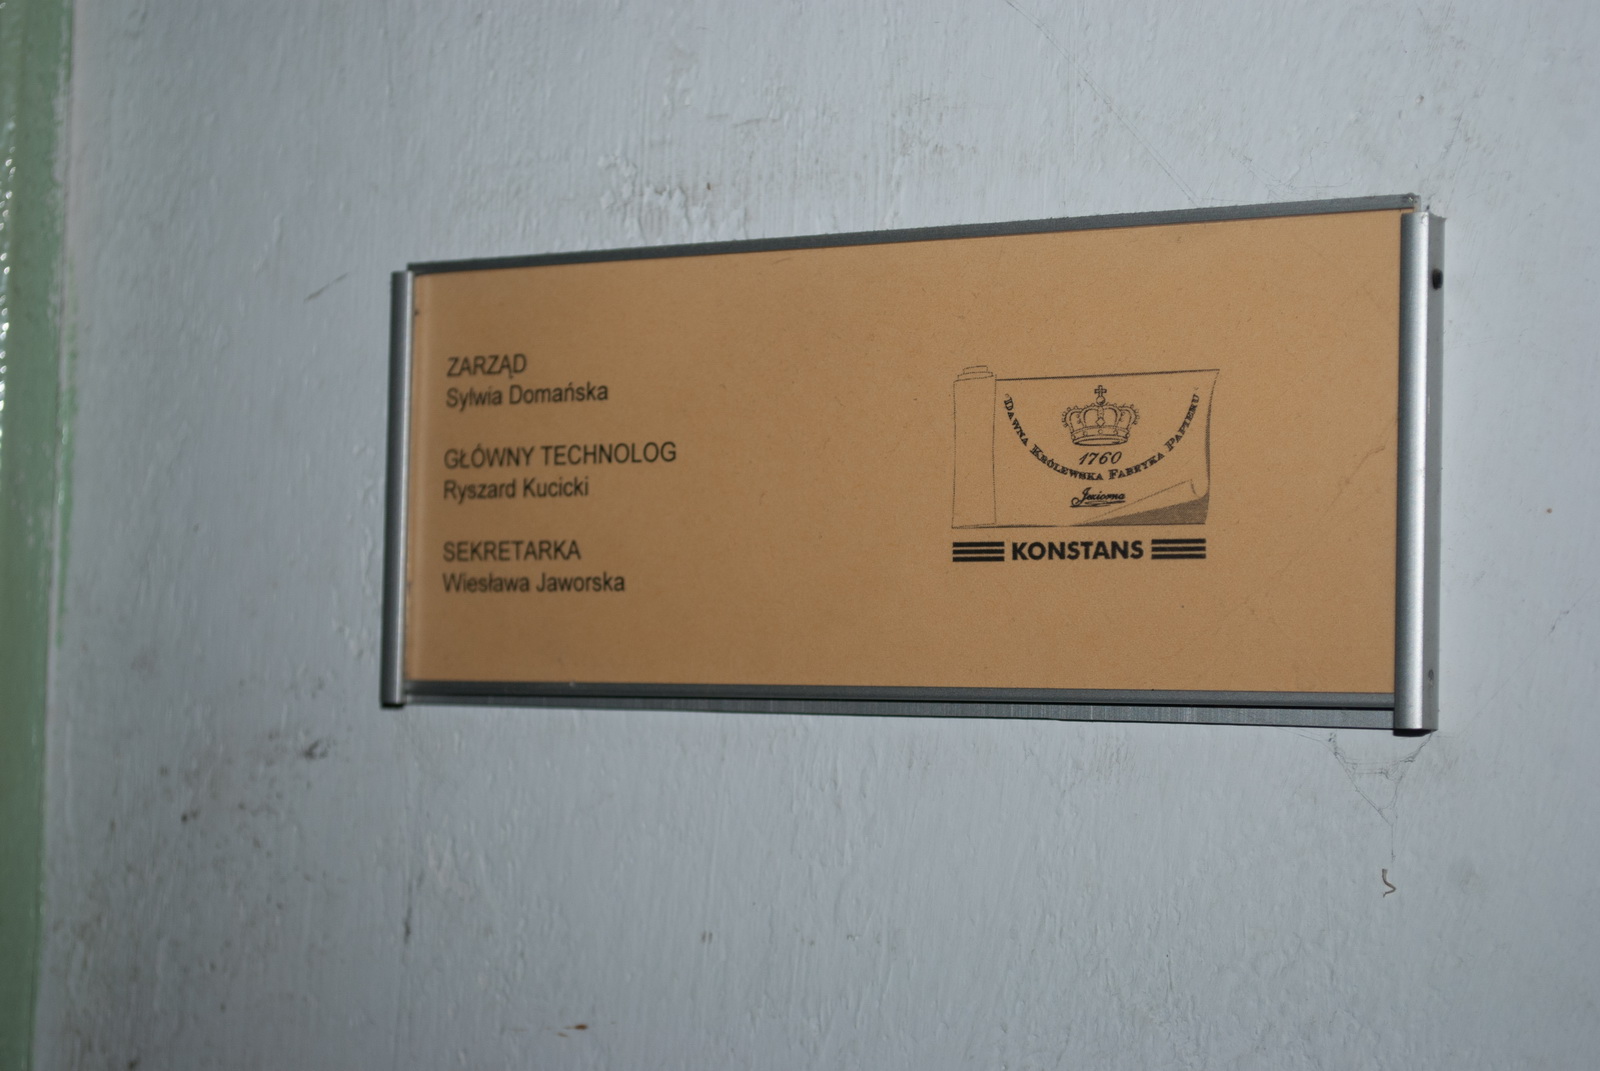 ZARZĄD
Sylwia Domańska
GŁÓWNY TECHNOLOG
Ryszard Kucicki
SEKRETARKA
Wiesława Jaworska
1760
DAWNA KRÓLEWSKA FABRYKA PAPIERU
Jeziorna
KONSTANS